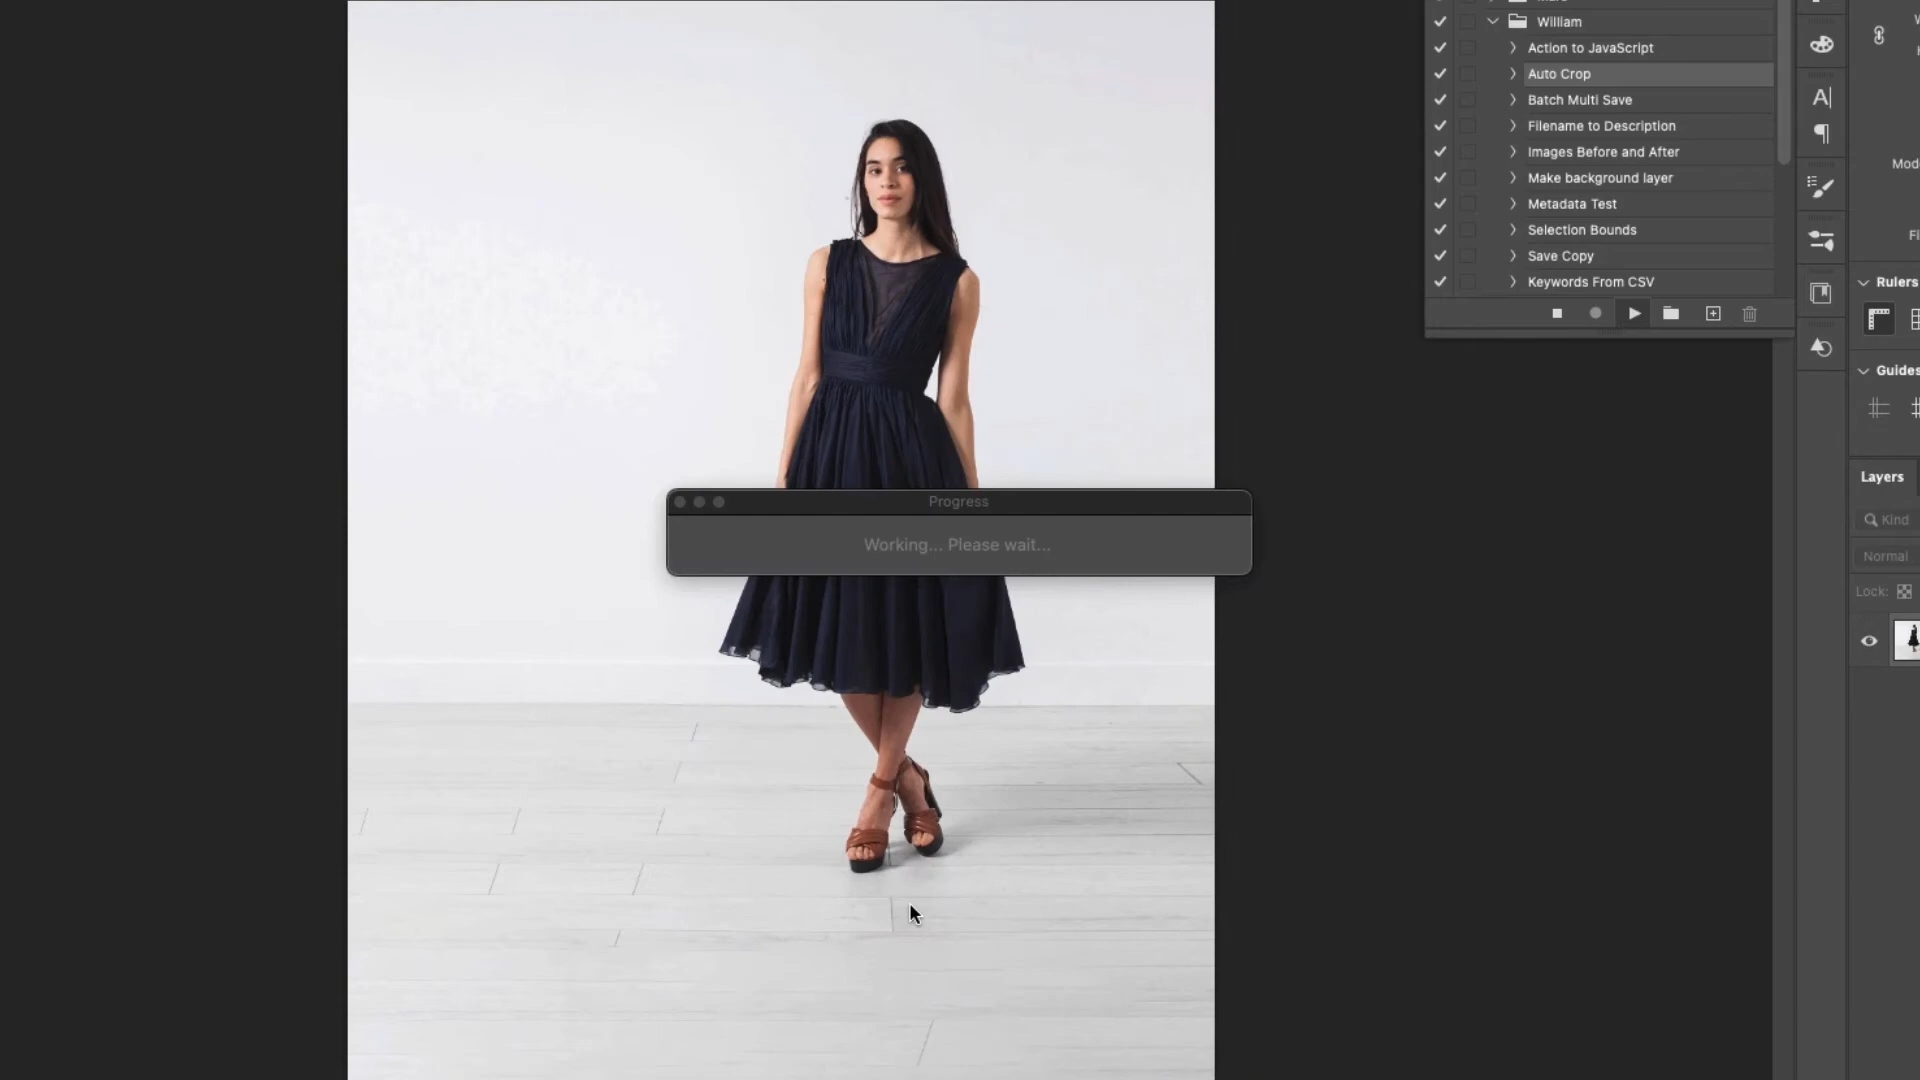 William
Action to JavaScript
Auto Crop
Batch Multi Save
Filename to Description
Images Before and After
Make background layer
Metadata Test
Selection Bounds
Save Copy
Keywords From CSV
A
Mod
Fi
Rulers
Guides
Progress
Working... Please wait...
Layers
Kind
Normal
Lock: